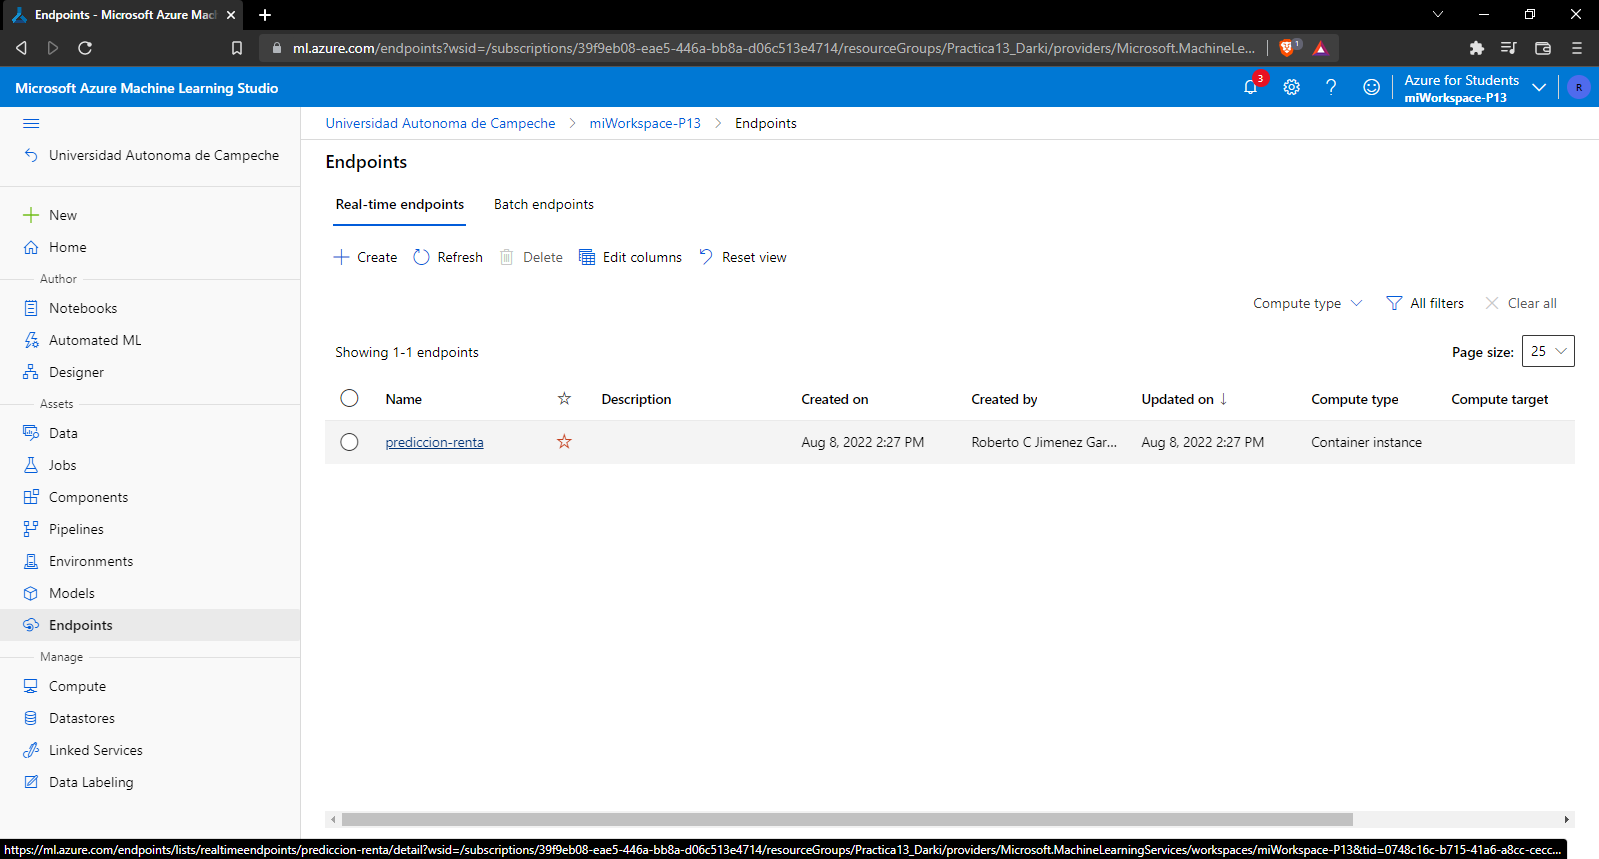 Endpoints - Microsoft Azure Mac
ml.azure.com/endpoints?wsid=/subscriptions/39f9eb08-eae5-446a-bb8a-d06c513e4714/resourceGroups/Practica13_Darki/providers/Microsoft.MachineLe...
1
Microsoft Azure Machine Learning Studio
3
Azure for Students
miWorkspace-P13
R
Universidad Autonoma de Campeche
miWorkspace-P13
Endpoints
Universidad Autonoma de Campeche
New
Home
Author
Notebooks
Automated ML
Designer
Assets
Data
Jobs
Components
Pipelines
Environments
Models
Endpoints
Manage
Compute
Datastores
Linked Services
Data Labeling
Endpoints
Real-time endpoints Batch endpoints
Create Refresh Delete Edit columns Reset view
Compute type All filters Clear all
Showing 1-1 endpoints
Page size: 25
Name Description Created on Created by Updated on ↓ Compute type Compute target
prediccion-renta Aug 8, 2022 2:27 PM Roberto C Jimenez Gar... Aug 8, 2022 2:27 PM Container instance
https://ml.azure.com/endpoints/lists/realtimeendpoints/prediccion-renta/detail?wsid=/subscriptions/39f9eb08-eae5-446a-bb8a-d06c513e4714/resourceGroups/Practica13_Darki/providers/Microsoft.MachineLearningServices/workspaces/miWorkspace-P13&tid=0748c16c-b715-41a6-a8cc-cecc...